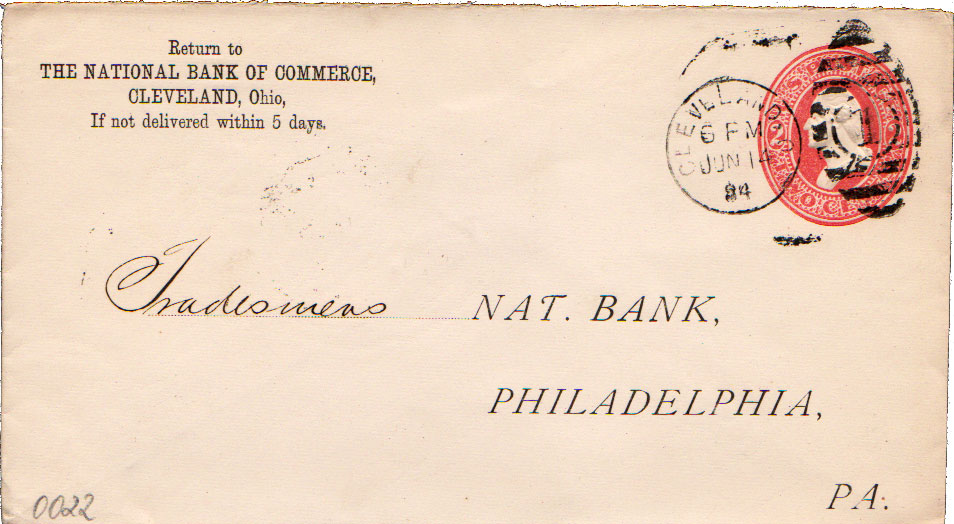 Return to
THE NATIONAL BANK OF COMMERCE,
CLEVELAND, Ohio,
If not delivered within 5 days.
CLEVELAND
6 PM
JUN 14
84
2
Tradesmens NAT. BANK,
PHILADELPHIA,
PA.
0022